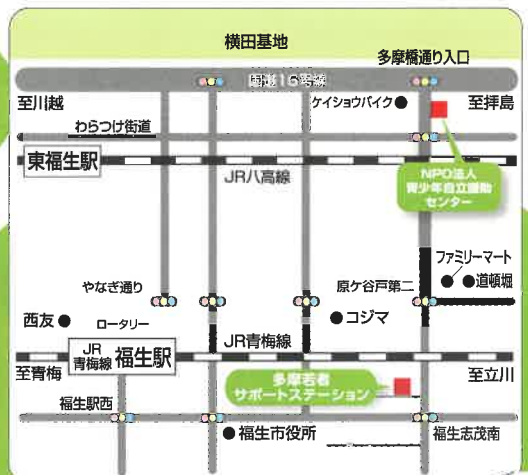 横田基地
多摩橋通り入口
国道16号線
至川越
ケイショウバイク
至拝島
わらつけ街道
東福生駅
JR八高線
NPO法人
青少年自立援助
センター
ファミリーマート
道頓堀
やなぎ通り
原ケ谷戸第二
西友
ロータリー
コジマ
JR青梅線
JR
青梅線
福生駅
至青梅
至立川
多摩若者
サポートステーション
福生駅西
福生市役所
福生志茂南